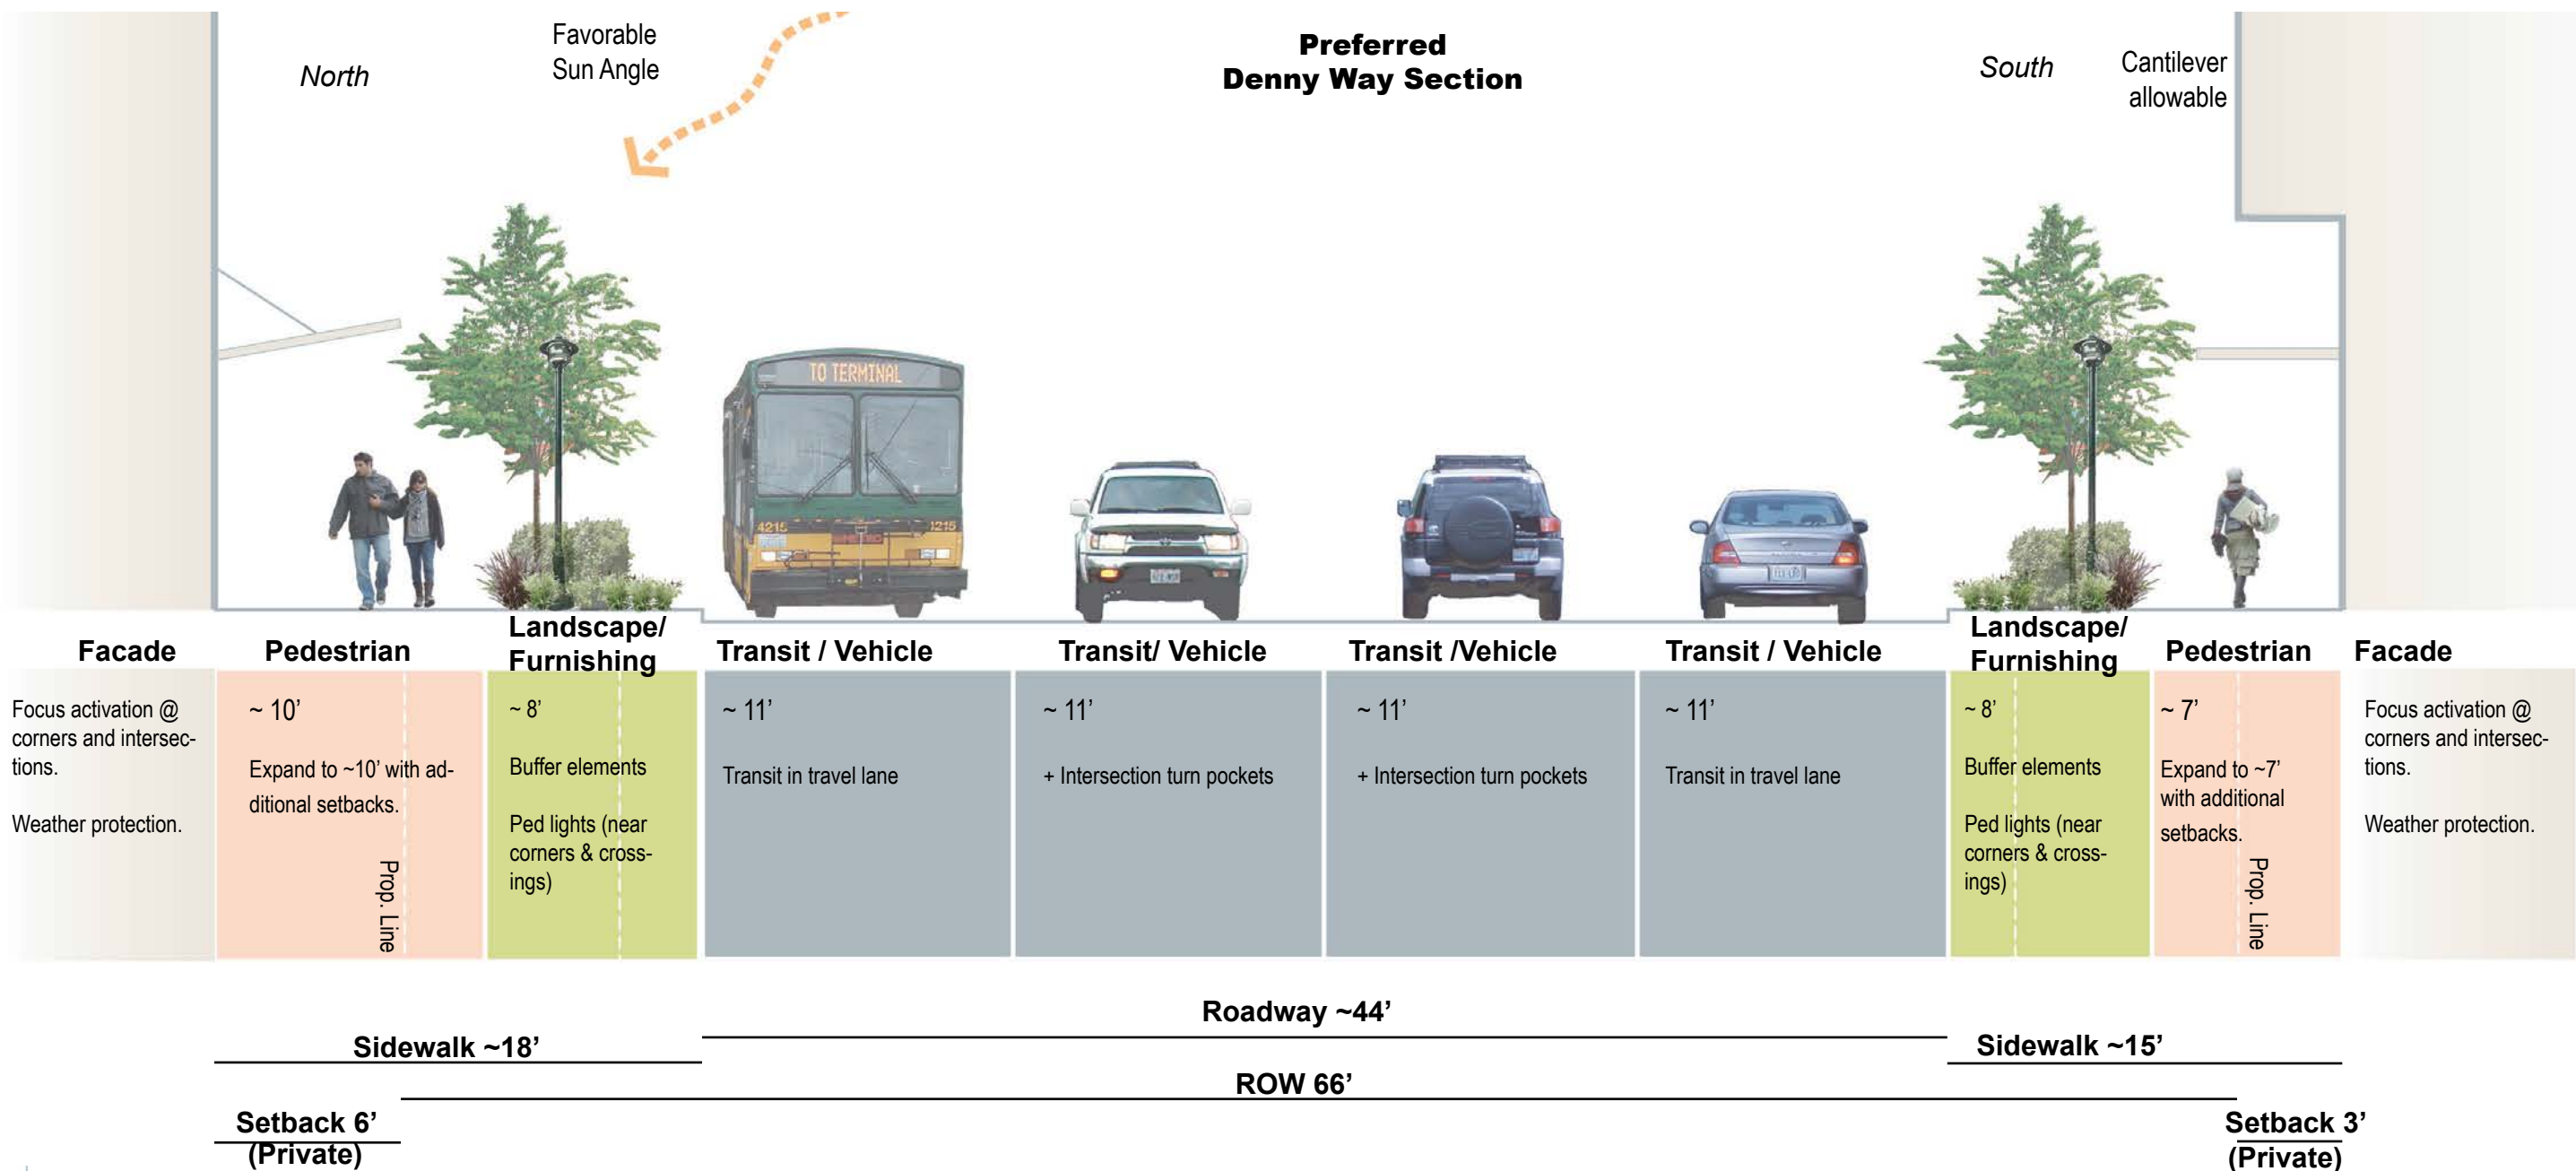 Preferred
Denny Way Section
North
Favorable
Sun Angle
South
Cantilever
allowable
TO TERMINAL
4215
4215
METRO
Facade
Pedestrian
Landscape/
Furnishing
Transit / Vehicle
Transit/ Vehicle
Transit /Vehicle
Transit / Vehicle
Landscape/
Furnishing
Pedestrian
Facade
Focus activation @
corners and intersec-
tions.
Weather protection.
~ 10’
Expand to ~10’ with ad-
ditional setbacks.
Prop. Line
~ 8’
Buffer elements
Ped lights (near
corners & cross-
ings)
~ 11’
Transit in travel lane
~ 11’
+ Intersection turn pockets
~ 11’
+ Intersection turn pockets
~ 11’
Transit in travel lane
~ 8’
Buffer elements
Ped lights (near
corners & cross-
ings)
~ 7’
Expand to ~7’
with additional
setbacks.
Prop. Line
Focus activation @
corners and intersec-
tions.
Weather protection.
Roadway ~44’
Sidewalk ~18’
Sidewalk ~15’
ROW 66’
Setback 6’
(Private)
Setback 3’
(Private)